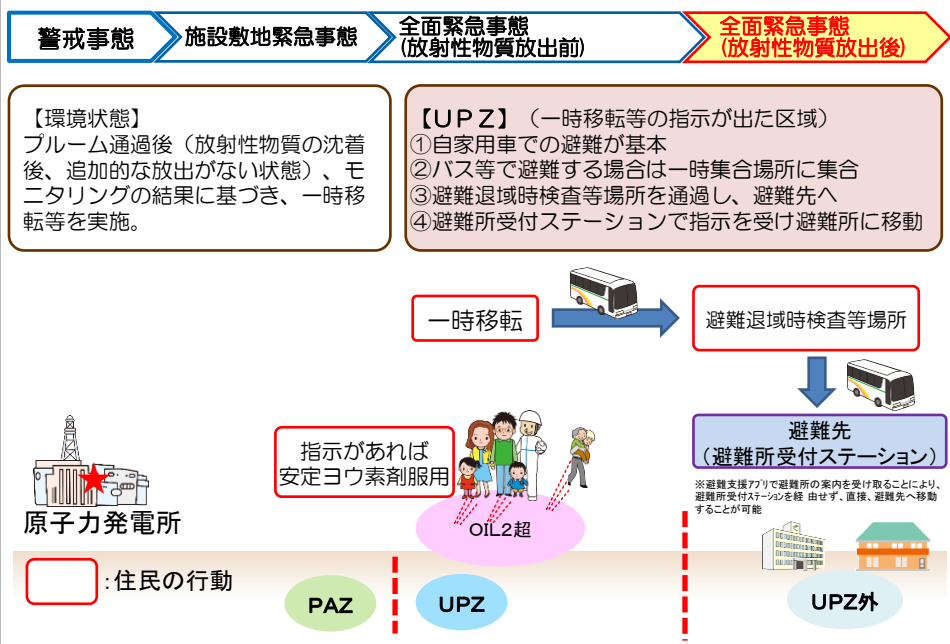 警戒事態
施設敷地緊急事態
全面緊急事態
(放射性物質放出前)
全面緊急事態
(放射性物質放出後)
【環境状態】
プルーム通過後（放射性物質の沈着
後、追加的な放出がない状態）、モ
ニタリングの結果に基づき、一時移
転等を実施。
【UPZ】（一時移転等の指示が出た区域）
①自家用車での避難が基本
②バス等で避難する場合は一時集合場所に集合
③避難退域時検査等場所を通過し、避難先へ
④避難所受付ステーションで指示を受け避難所に移動
一時移転
避難退域時検査等場所
指示があれば
安定ヨウ素剤服用
避難先
（避難所受付ステーション）
※避難支援アプリで避難所の案内を受け取ることにより、
避難所受付ステーションを経 由せず、直接、避難先へ移動
することが可能
原子力発電所
OIL2超
:住民の行動
PAZ
UPZ
UPZ外